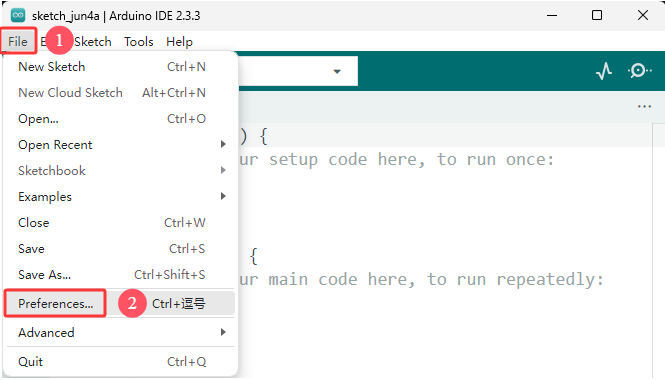 sketch_jun4a | Arduino IDE 2.3.3
File 1 Sketch Tools Help
New Sketch Ctrl+N
New Cloud Sketch Alt+Ctrl+N
Open... Ctrl+O
) {
Open Recent
ur setup code here, to run once:
Sketchbook
Examples
Close Ctrl+W
Save Ctrl+S
{
Save As... Ctrl+Shift+S
ur main code here, to run repeatedly:
Preferences... 2 Ctrl+逗号
Advanced
Quit Ctrl+Q